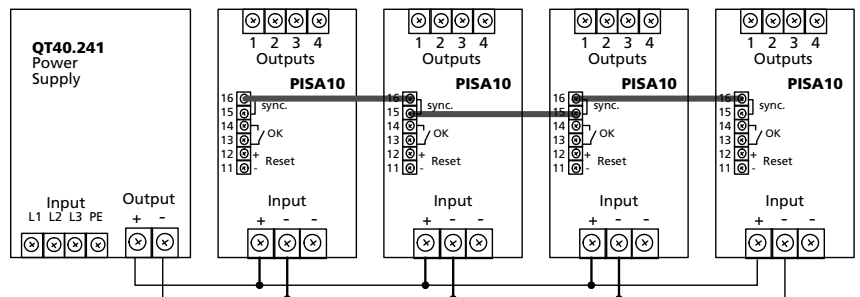 QT40.241
Power
Supply
Input
L1 L2 L3 PE
Output
+ -
1 2 3 4
Outputs
PISA10
16
15
sync.
14
13
OK
12 +
11 -
Reset
Input
+ - -
1 2 3 4
Outputs
PISA10
16
15
sync.
14
13
OK
12 +
11 -
Reset
Input
+ - -
1 2 3 4
Outputs
PISA10
16
15
sync.
14
13
OK
12 +
11 -
Reset
Input
+ - -
1 2 3 4
Outputs
PISA10
16
15
sync.
14
13
OK
12 +
11 -
Reset
Input
+ - -